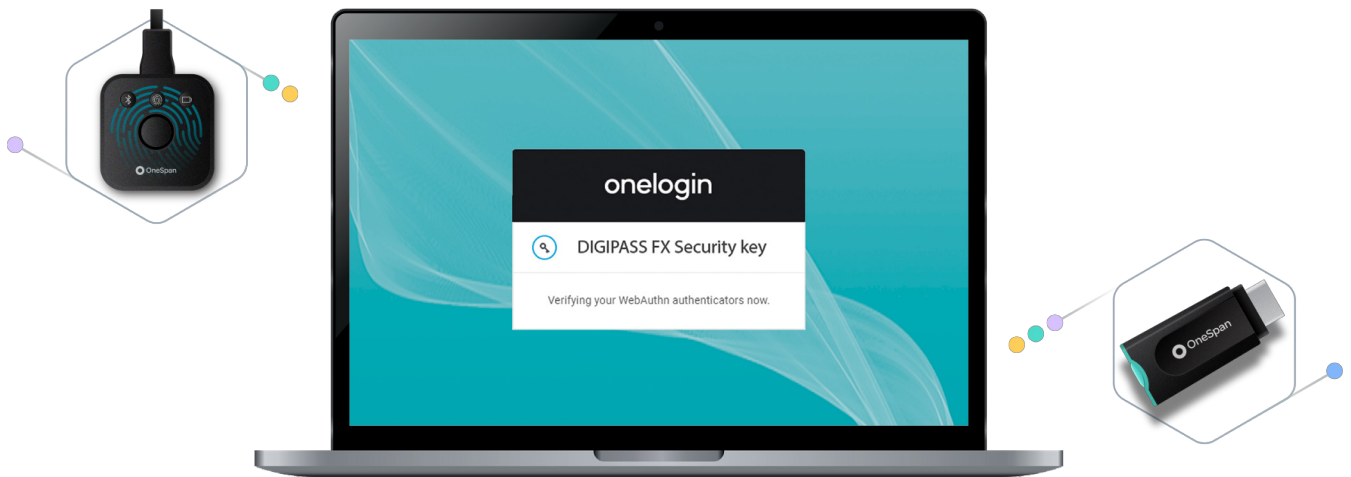 OneSpan
onelogin
DIGIPASS FX Security key
Verifying your WebAuthn authenticators now.
OneSpan